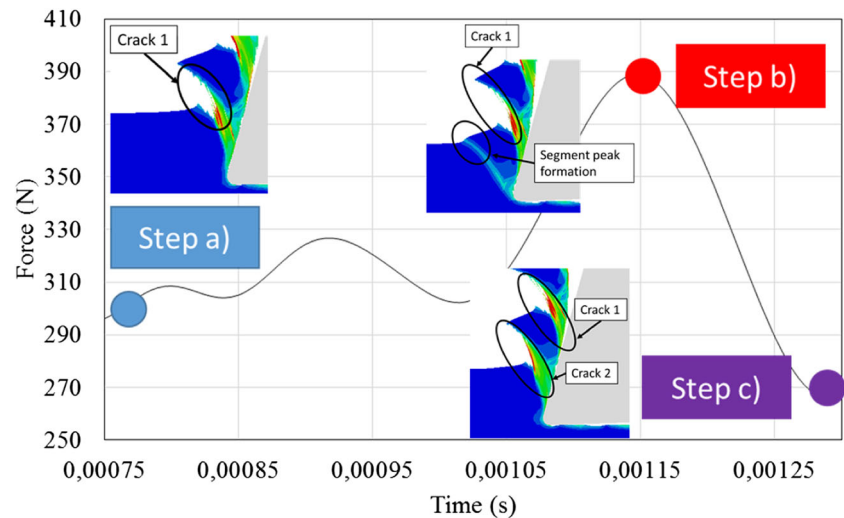 410
390
370
350
330
310
290
270
250
Force (N)
Crack 1
Step a)
Crack 1
Segment peak
formation
Step b)
Crack 1
Crack 2
Step c)
0,00075
0,00085
0,00095
0,00105
0,00115
0,00125
Time (s)